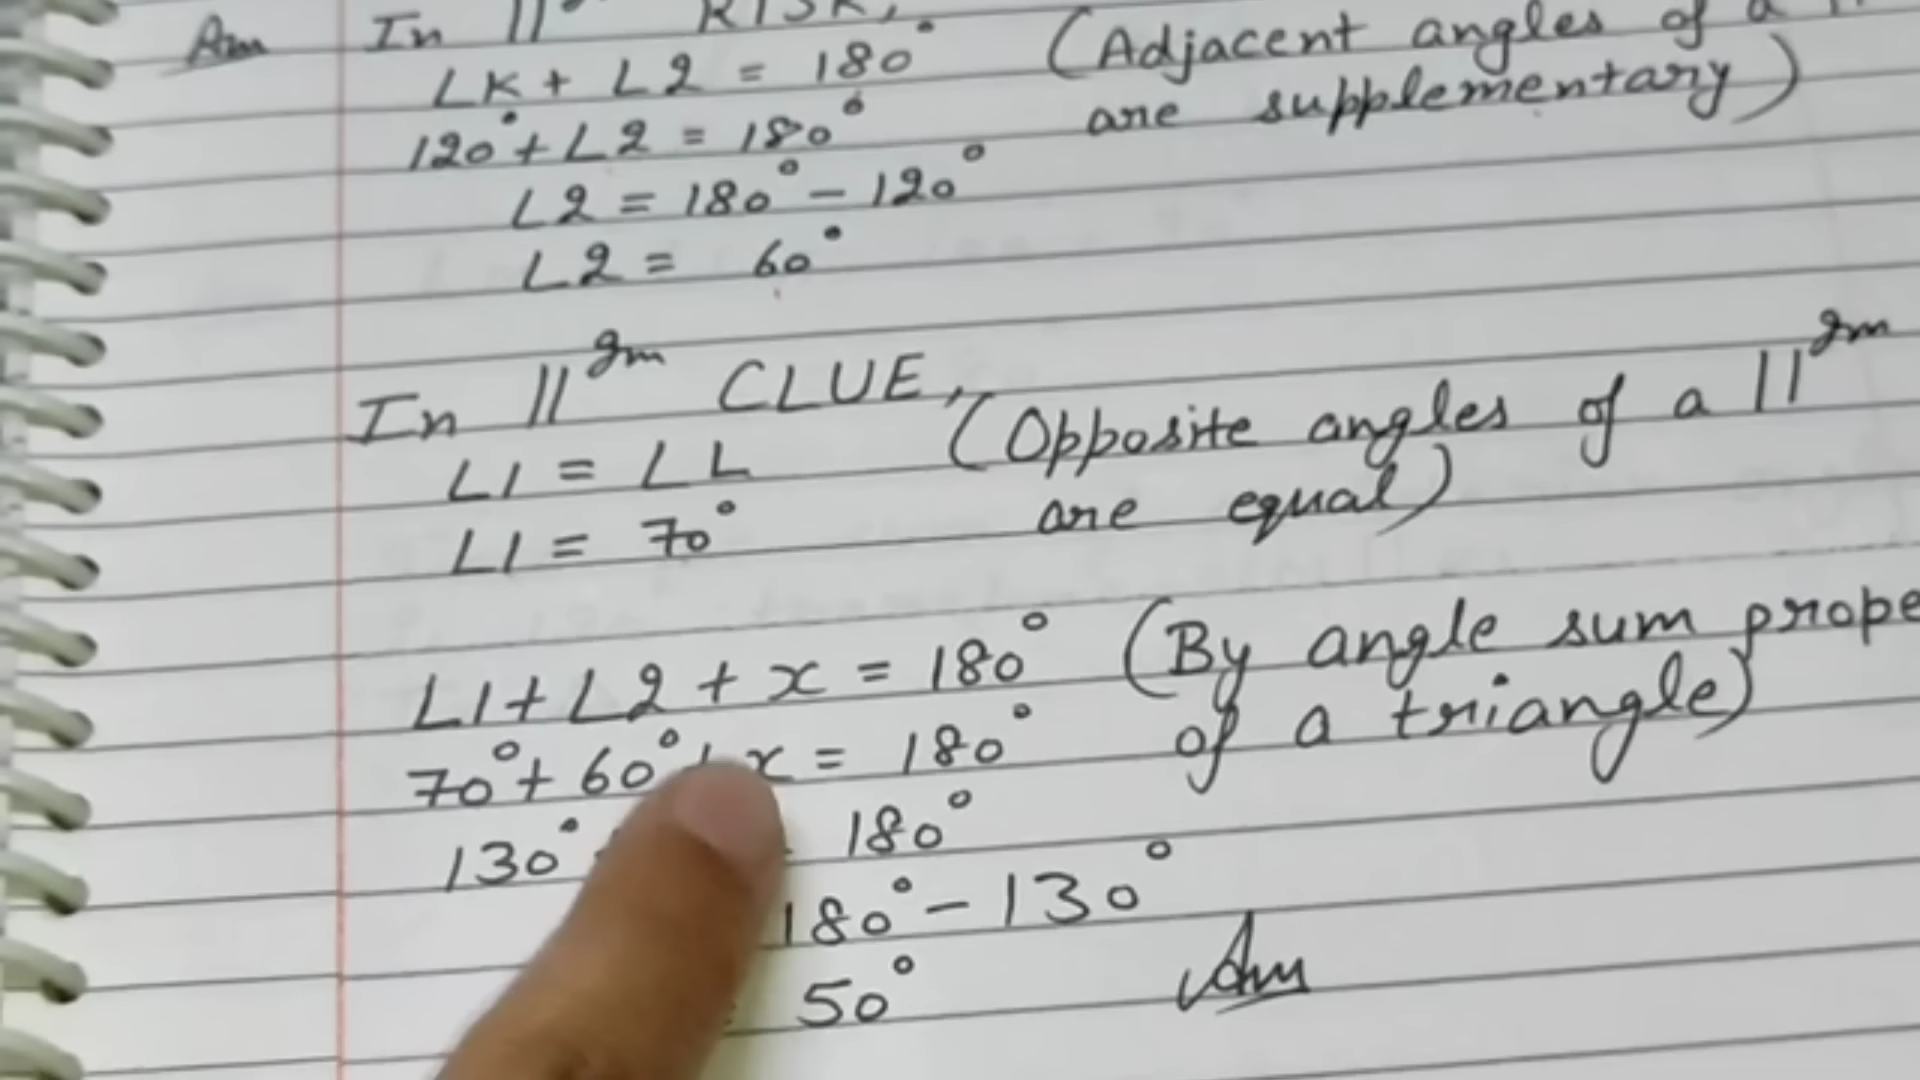 Ans In ||gm RISK,
∠K + ∠2 = 180° (Adjacent angles of a ||
120° + ∠2 = 180° are supplementary)
∠2 = 180° - 120°
∠2 = 60°
In ||gm CLUE,
∠1 = ∠L (Opposite angles of a ||gm
∠1 = 70° are equal)
∠1 + ∠2 + x = 180° (By angle sum prope
70° + 60° + x = 180° of a triangle)
130° 180°
180° - 130°
50° Ans